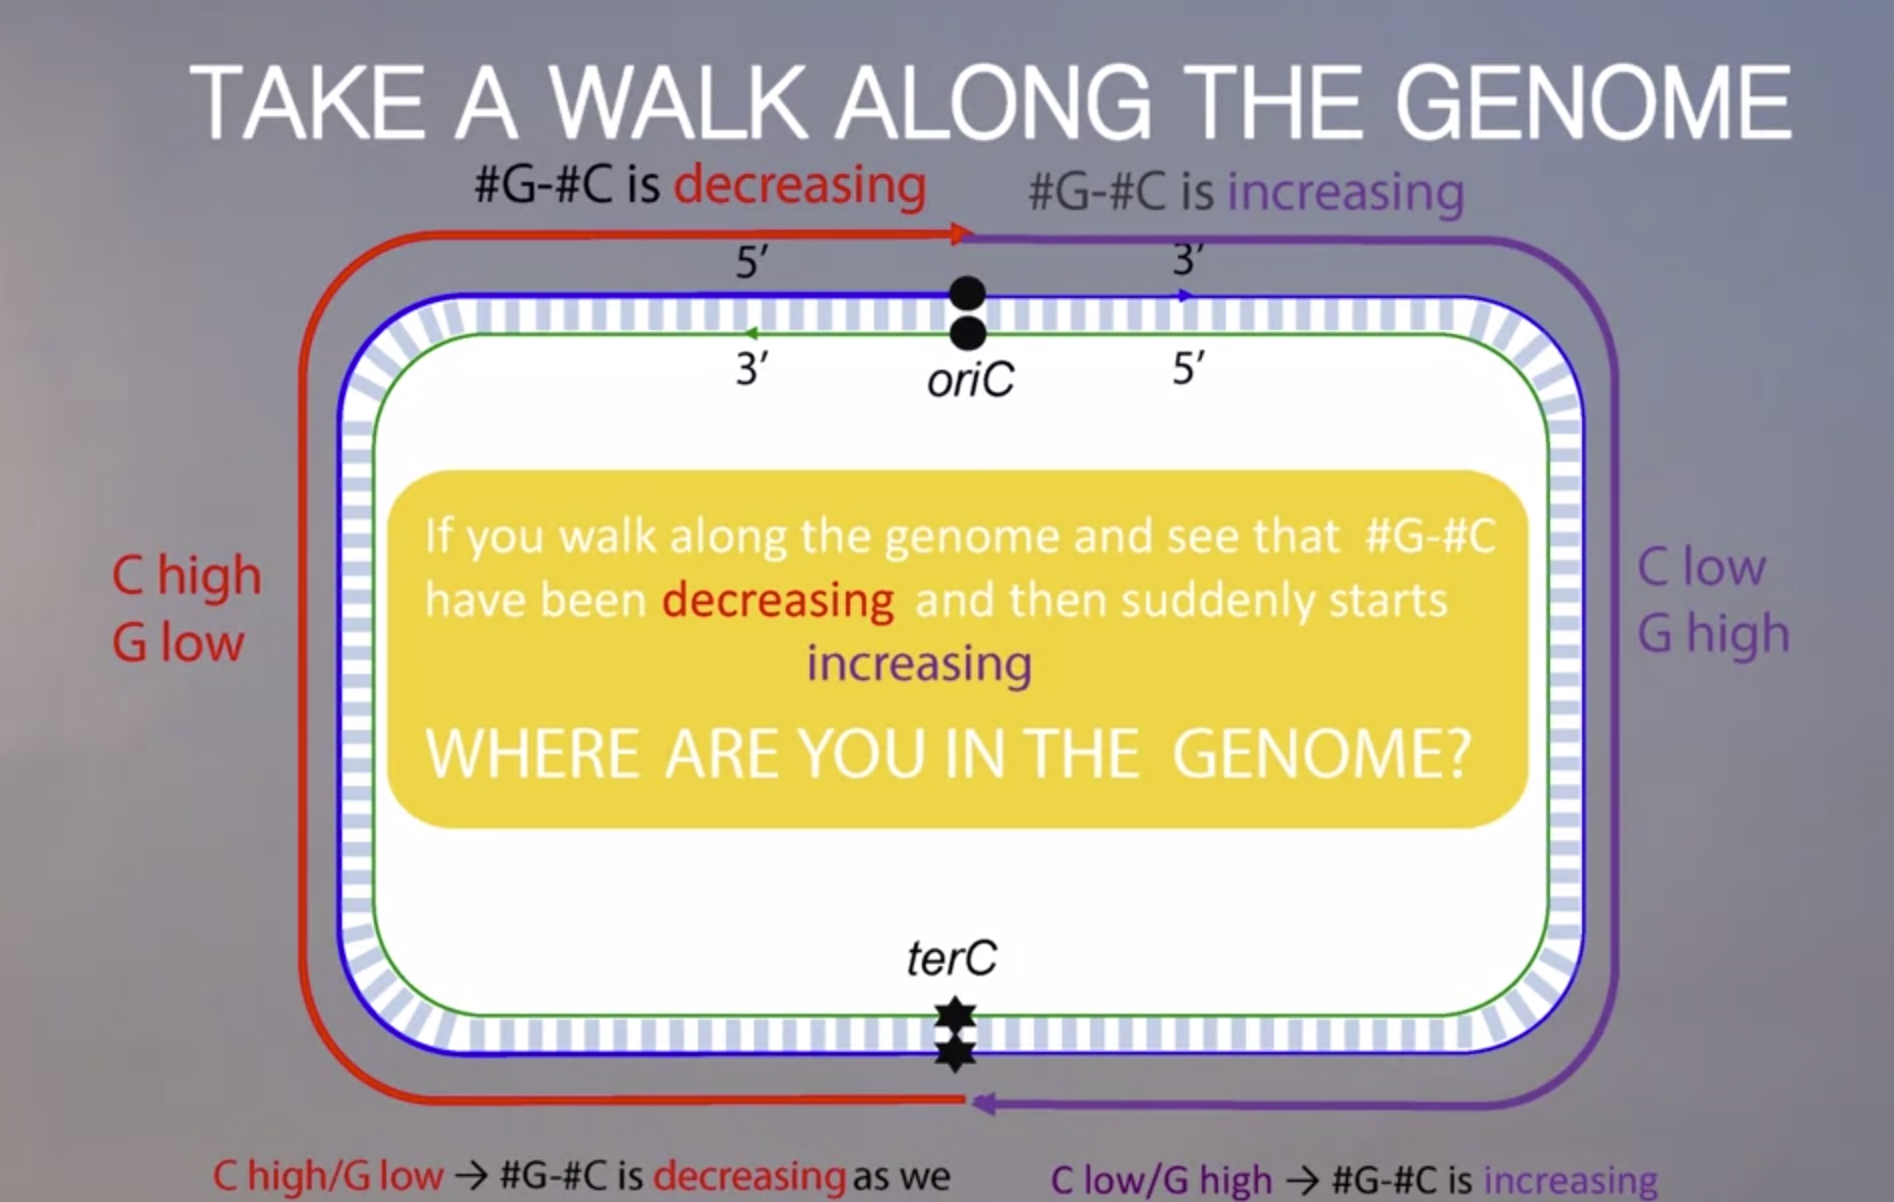 TAKE A WALK ALONG THE GENOME
#G-#C is decreasing
#G-#C is increasing
5′
3′
3′
oriC
5′
If you walk along the genome and see that #G-#C
have been decreasing and then suddenly starts
increasing
WHERE ARE YOU IN THE GENOME?
C high
G low
C low
G high
terC
C high/G low → #G-#C is decreasing as we
C low/G high → #G-#C is increasing